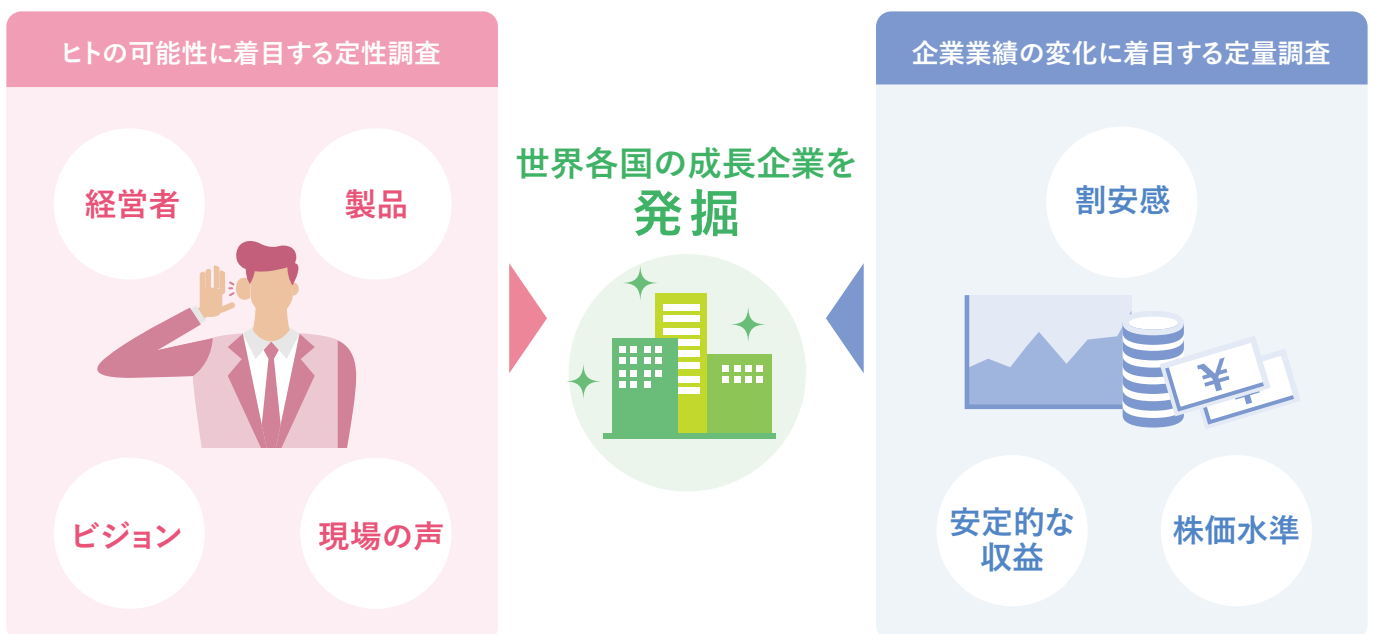 ヒトの可能性に着目する定性調査
経営者
製品
ビジョン
現場の声
世界各国の成長企業を
発掘
企業業績の変化に着目する定量調査
割安感
¥
¥
安定的な
収益
株価水準